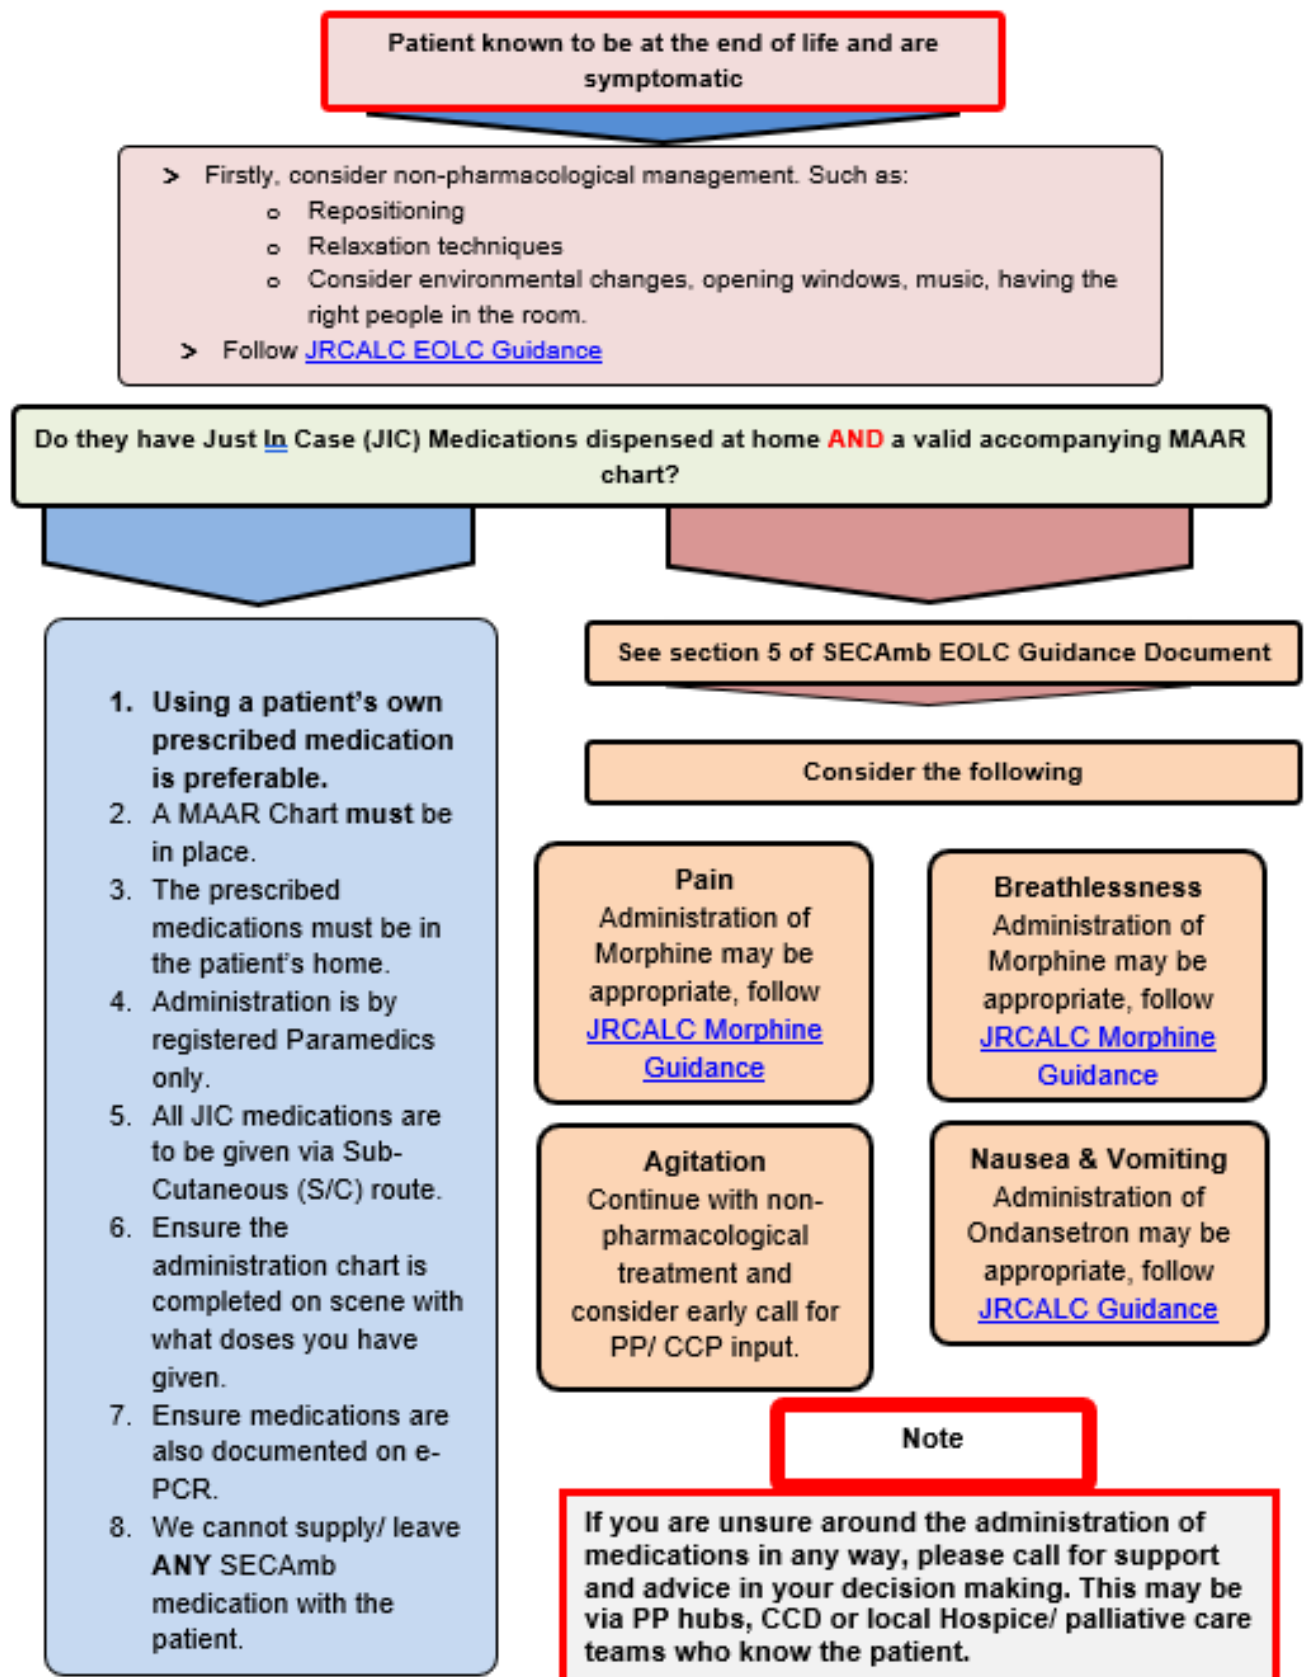 Patient known to be at the end of life and are
symptomatic
> Firstly, consider non-pharmacological management. Such as:
o Repositioning
o Relaxation techniques
o Consider environmental changes, opening windows, music, having the
right people in the room.
> Follow JRCALC EOLC Guidance
Do they have Just In Case (JIC) Medications dispensed at home AND a valid accompanying MAAR
chart?
1. Using a patient's own
prescribed medication
is preferable.
2. A MAAR Chart must be
in place.
3. The prescribed
medications must be in
the patient's home.
4. Administration is by
registered Paramedics
only.
5. All JIC medications are
to be given via Sub-
Cutaneous (S/C) route.
6. Ensure the
administration chart is
completed on scene with
what doses you have
given.
7. Ensure medications are
also documented on e-
PCR.
8. We cannot supply/ leave
ANY SECAmb
medication with the
patient.
See section 5 of SECAmb EOLC Guidance Document
Consider the following
Pain
Administration of
Morphine may be
appropriate, follow
JRCALC Morphine
Guidance
Breathlessness
Administration of
Morphine may be
appropriate, follow
JRCALC Morphine
Guidance
Agitation
Continue with non-
pharmacological
treatment and
consider early call for
PP/ CCP input.
Nausea & Vomiting
Administration of
Ondansetron may be
appropriate, follow
JRCALC Guidance
Note
If you are unsure around the administration of
medications in any way, please call for support
and advice in your decision making. This may be
via PP hubs, CCD or local Hospice/ palliative care
teams who know the patient.